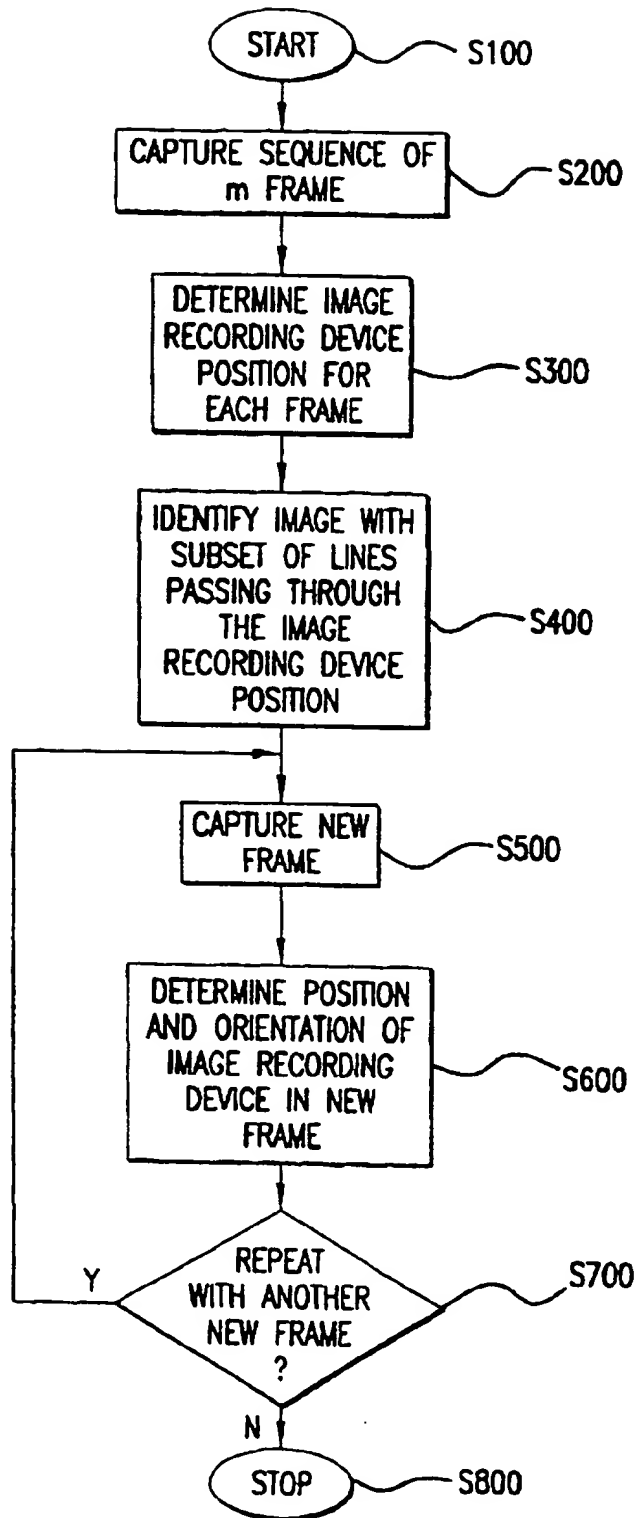 START
S100
CAPTURE SEQUENCE OF
m FRAME
S200
DETERMINE IMAGE
RECORDING DEVICE
POSITION FOR
EACH FRAME
S300
IDENTIFY IMAGE WITH
SUBSET OF LINES
PASSING THROUGH
THE IMAGE
RECORDING DEVICE
POSITION
S400
CAPTURE NEW
FRAME
S500
DETERMINE POSITION
AND ORIENTATION OF
IMAGE RECORDING
DEVICE IN NEW
FRAME
S600
REPEAT
WITH ANOTHER
NEW FRAME
?
S700
Y
N
STOP
S800